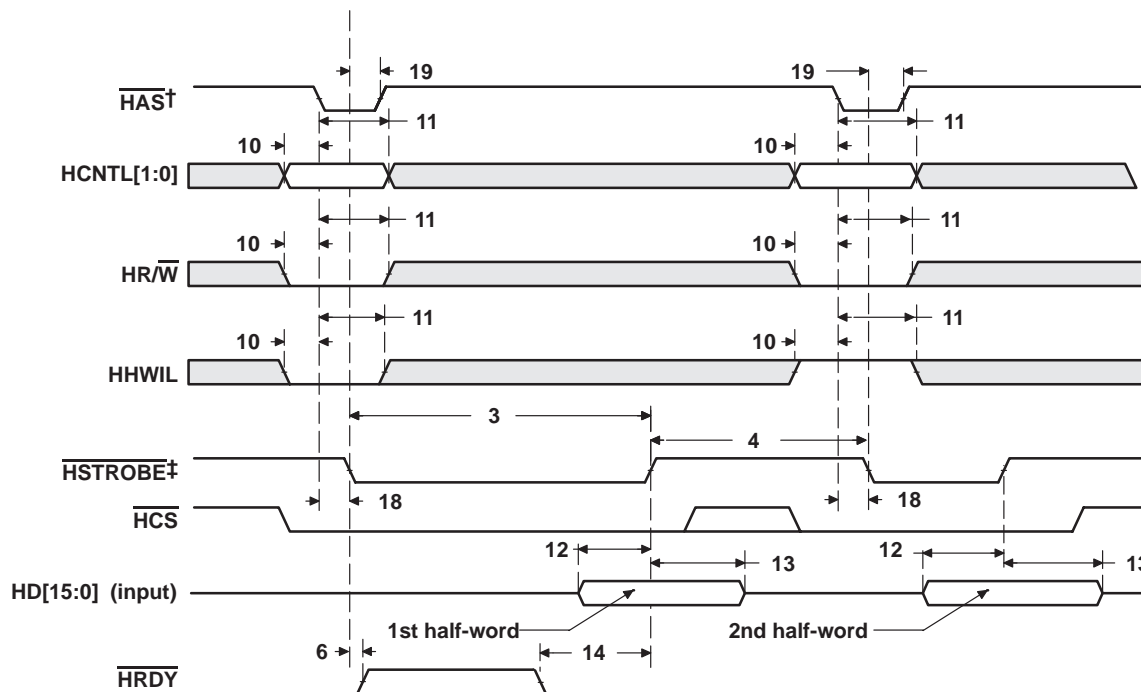 19 19
HAS†
11 11
10 10
HCNTL[1:0]
11 11
10 10
HR/W
11 11
10 10
HHWIL
3
4
HSTROBE‡
18 18
HCS
12 12
13 13
HD[15:0] (input)
1st half-word 2nd half-word
6 14
HRDY